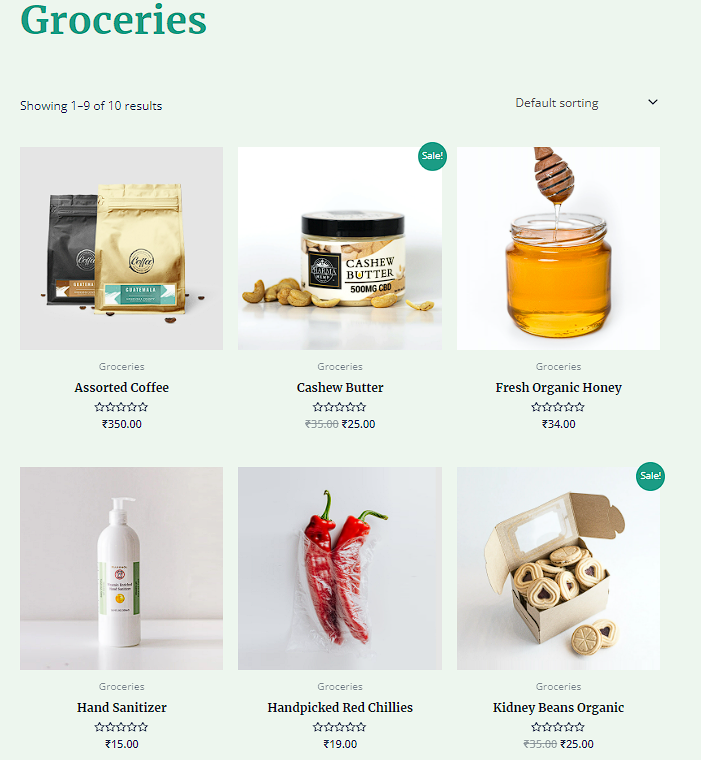 Groceries
Showing 1–9 of 10 results
Default sorting
Sale!
Coffee
Coffee
GUATEMALA
CASHEW
BUTTER
500MG CBD
Groceries
Groceries
Groceries
Assorted Coffee
Cashew Butter
Fresh Organic Honey
₹350.00
₹35.00 ₹25.00
₹34.00
Sale!
Groceries
Groceries
Groceries
Hand Sanitizer
Handpicked Red Chillies
Kidney Beans Organic
₹15.00
₹19.00
₹35.00 ₹25.00